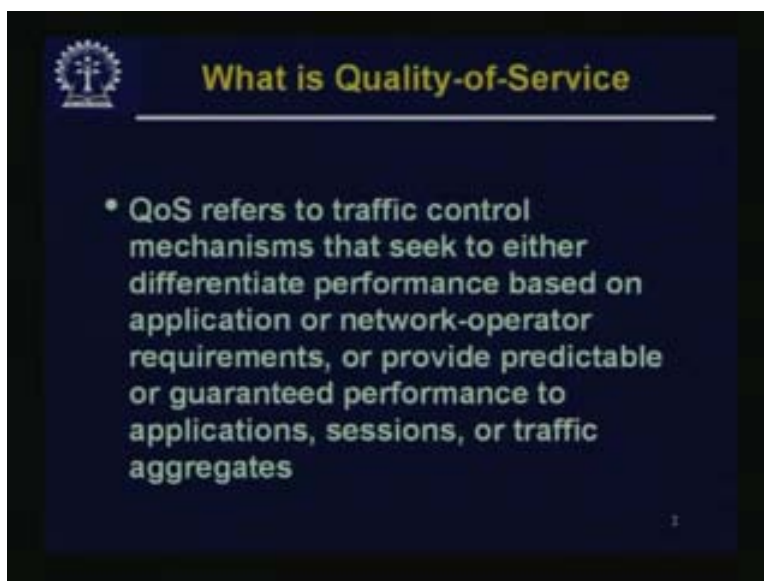 What is Quality-of-Service
• QoS refers to traffic control
mechanisms that seek to either
differentiate performance based on
application or network-operator
requirements, or provide predictable
or guaranteed performance to
applications, sessions, or traffic
aggregates